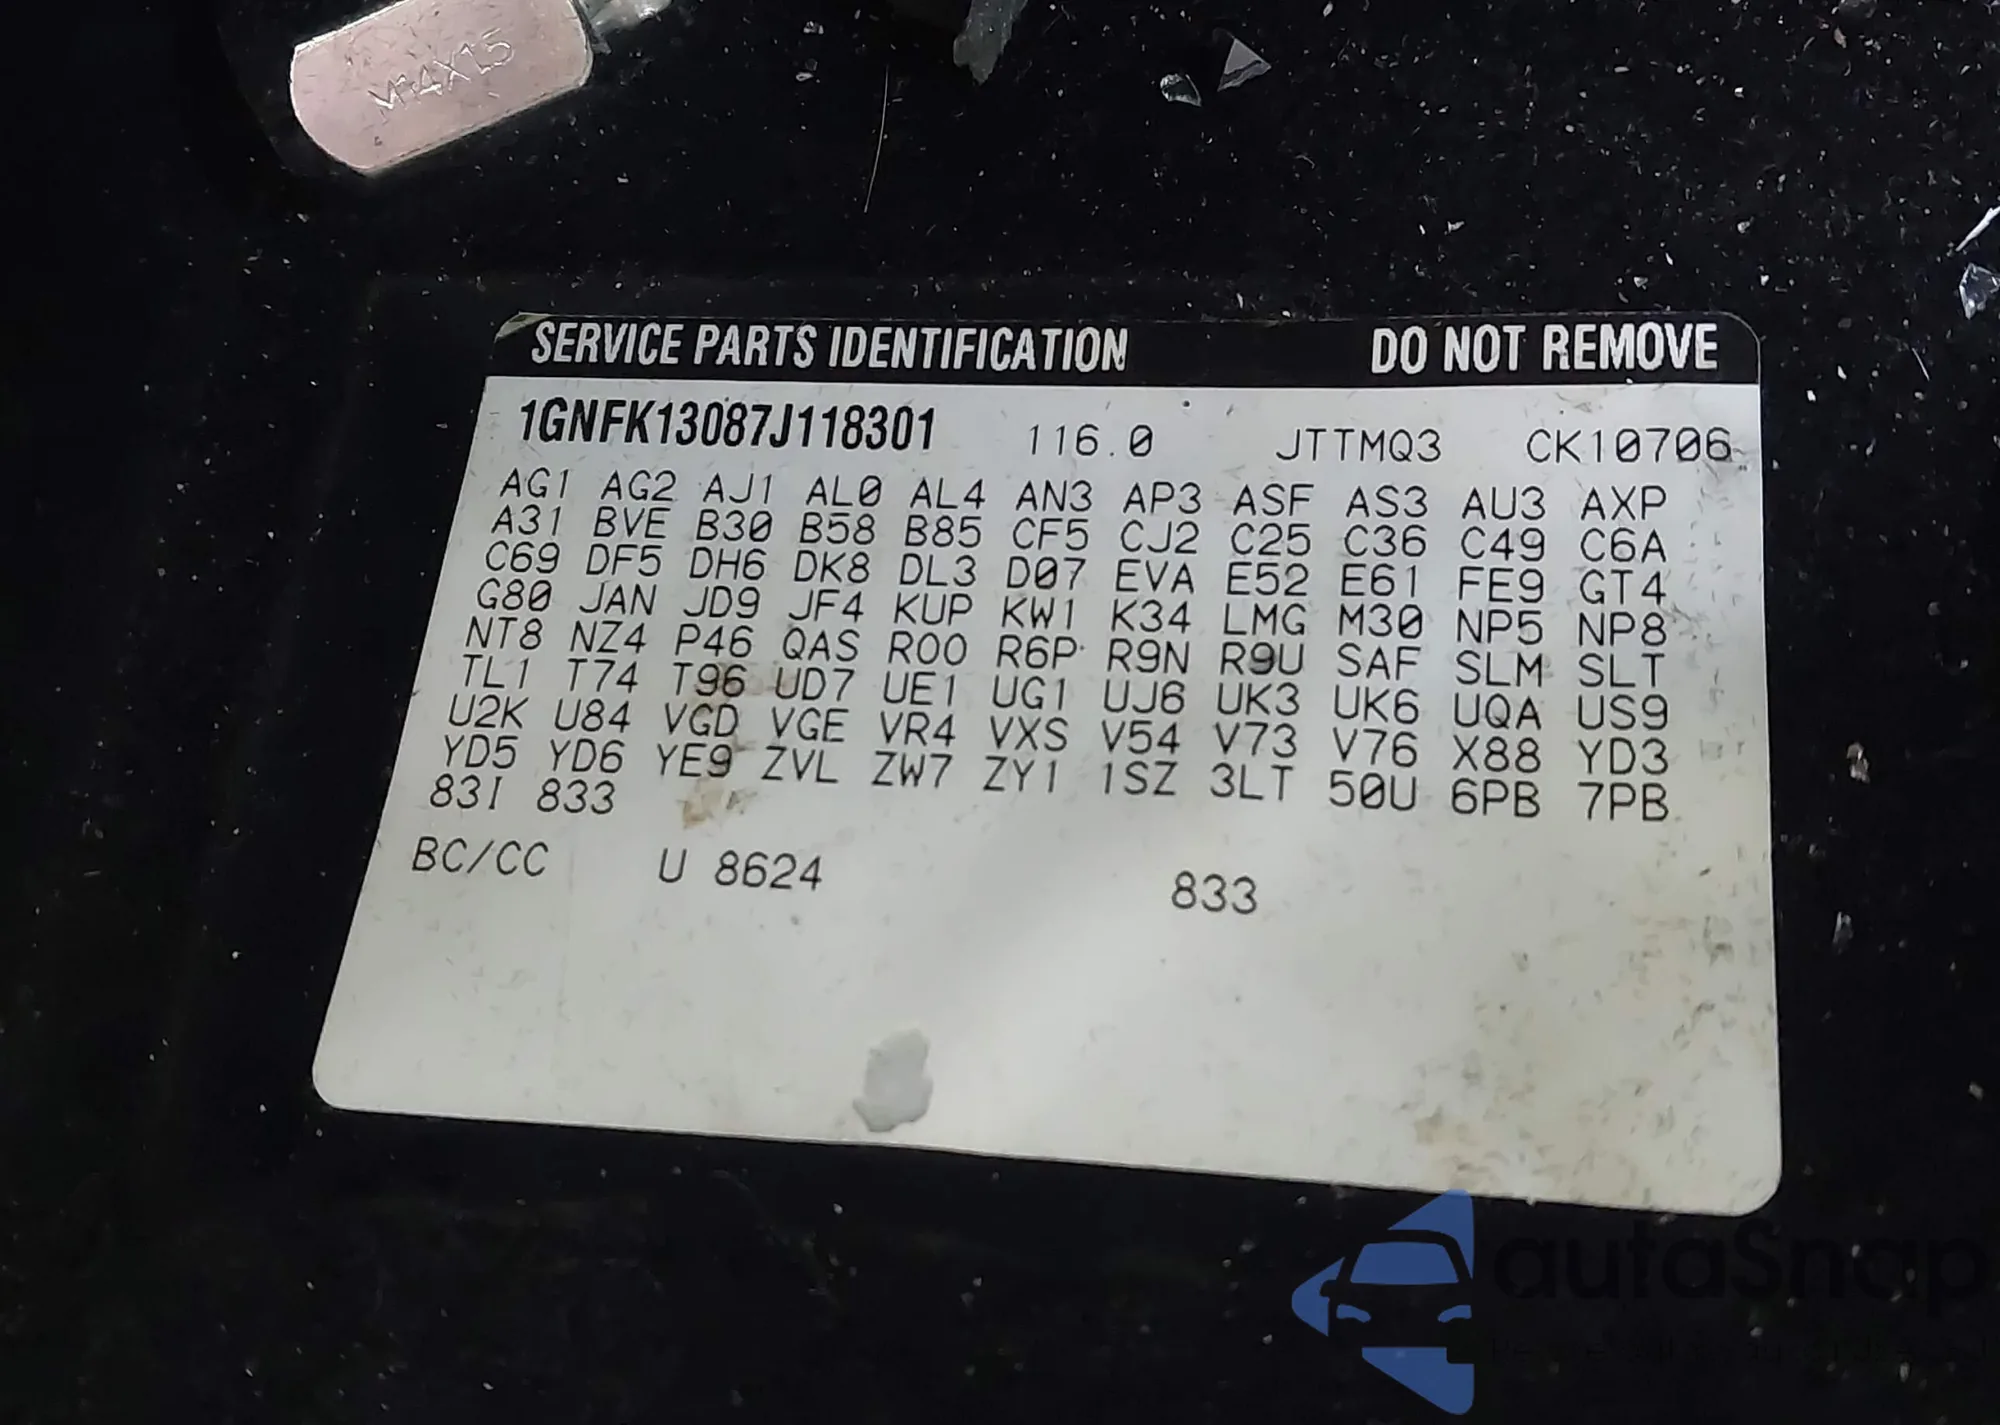 M14X1.5
SERVICE PARTS IDENTIFICATION DO NOT REMOVE
1GNFK13087J118301 116.0 JTTMQ3 CK10706
AG1 AG2 AJ1 AL0 AL4 AN3 AP3 ASF AS3 AU3 AXP
A31 BVE B30 B58 B85 CF5 CJ2 C25 C36 C49 C6A
C69 DF5 DH6 DK8 DL3 D07 EVA E52 E61 FE9 GT4
G80 JAN JD9 JF4 KUP KW1 K34 LMG M30 NP5 NP8
NT8 NZ4 P46 QAS ROO R6P R9N R9U SAF SLM SLT
TL1 T74 T96 UD7 UE1 UG1 UJ6 UK3 UK6 UQA US9
U2K U84 VGD VGE VR4 VXS V54 V73 V76 X88 YD3
YD5 YD6 YE9 ZVL ZW7 ZY1 1SZ 3LT 50U 6PB 7PB
83I 833
BC/CC U 8624 833
autaSnap